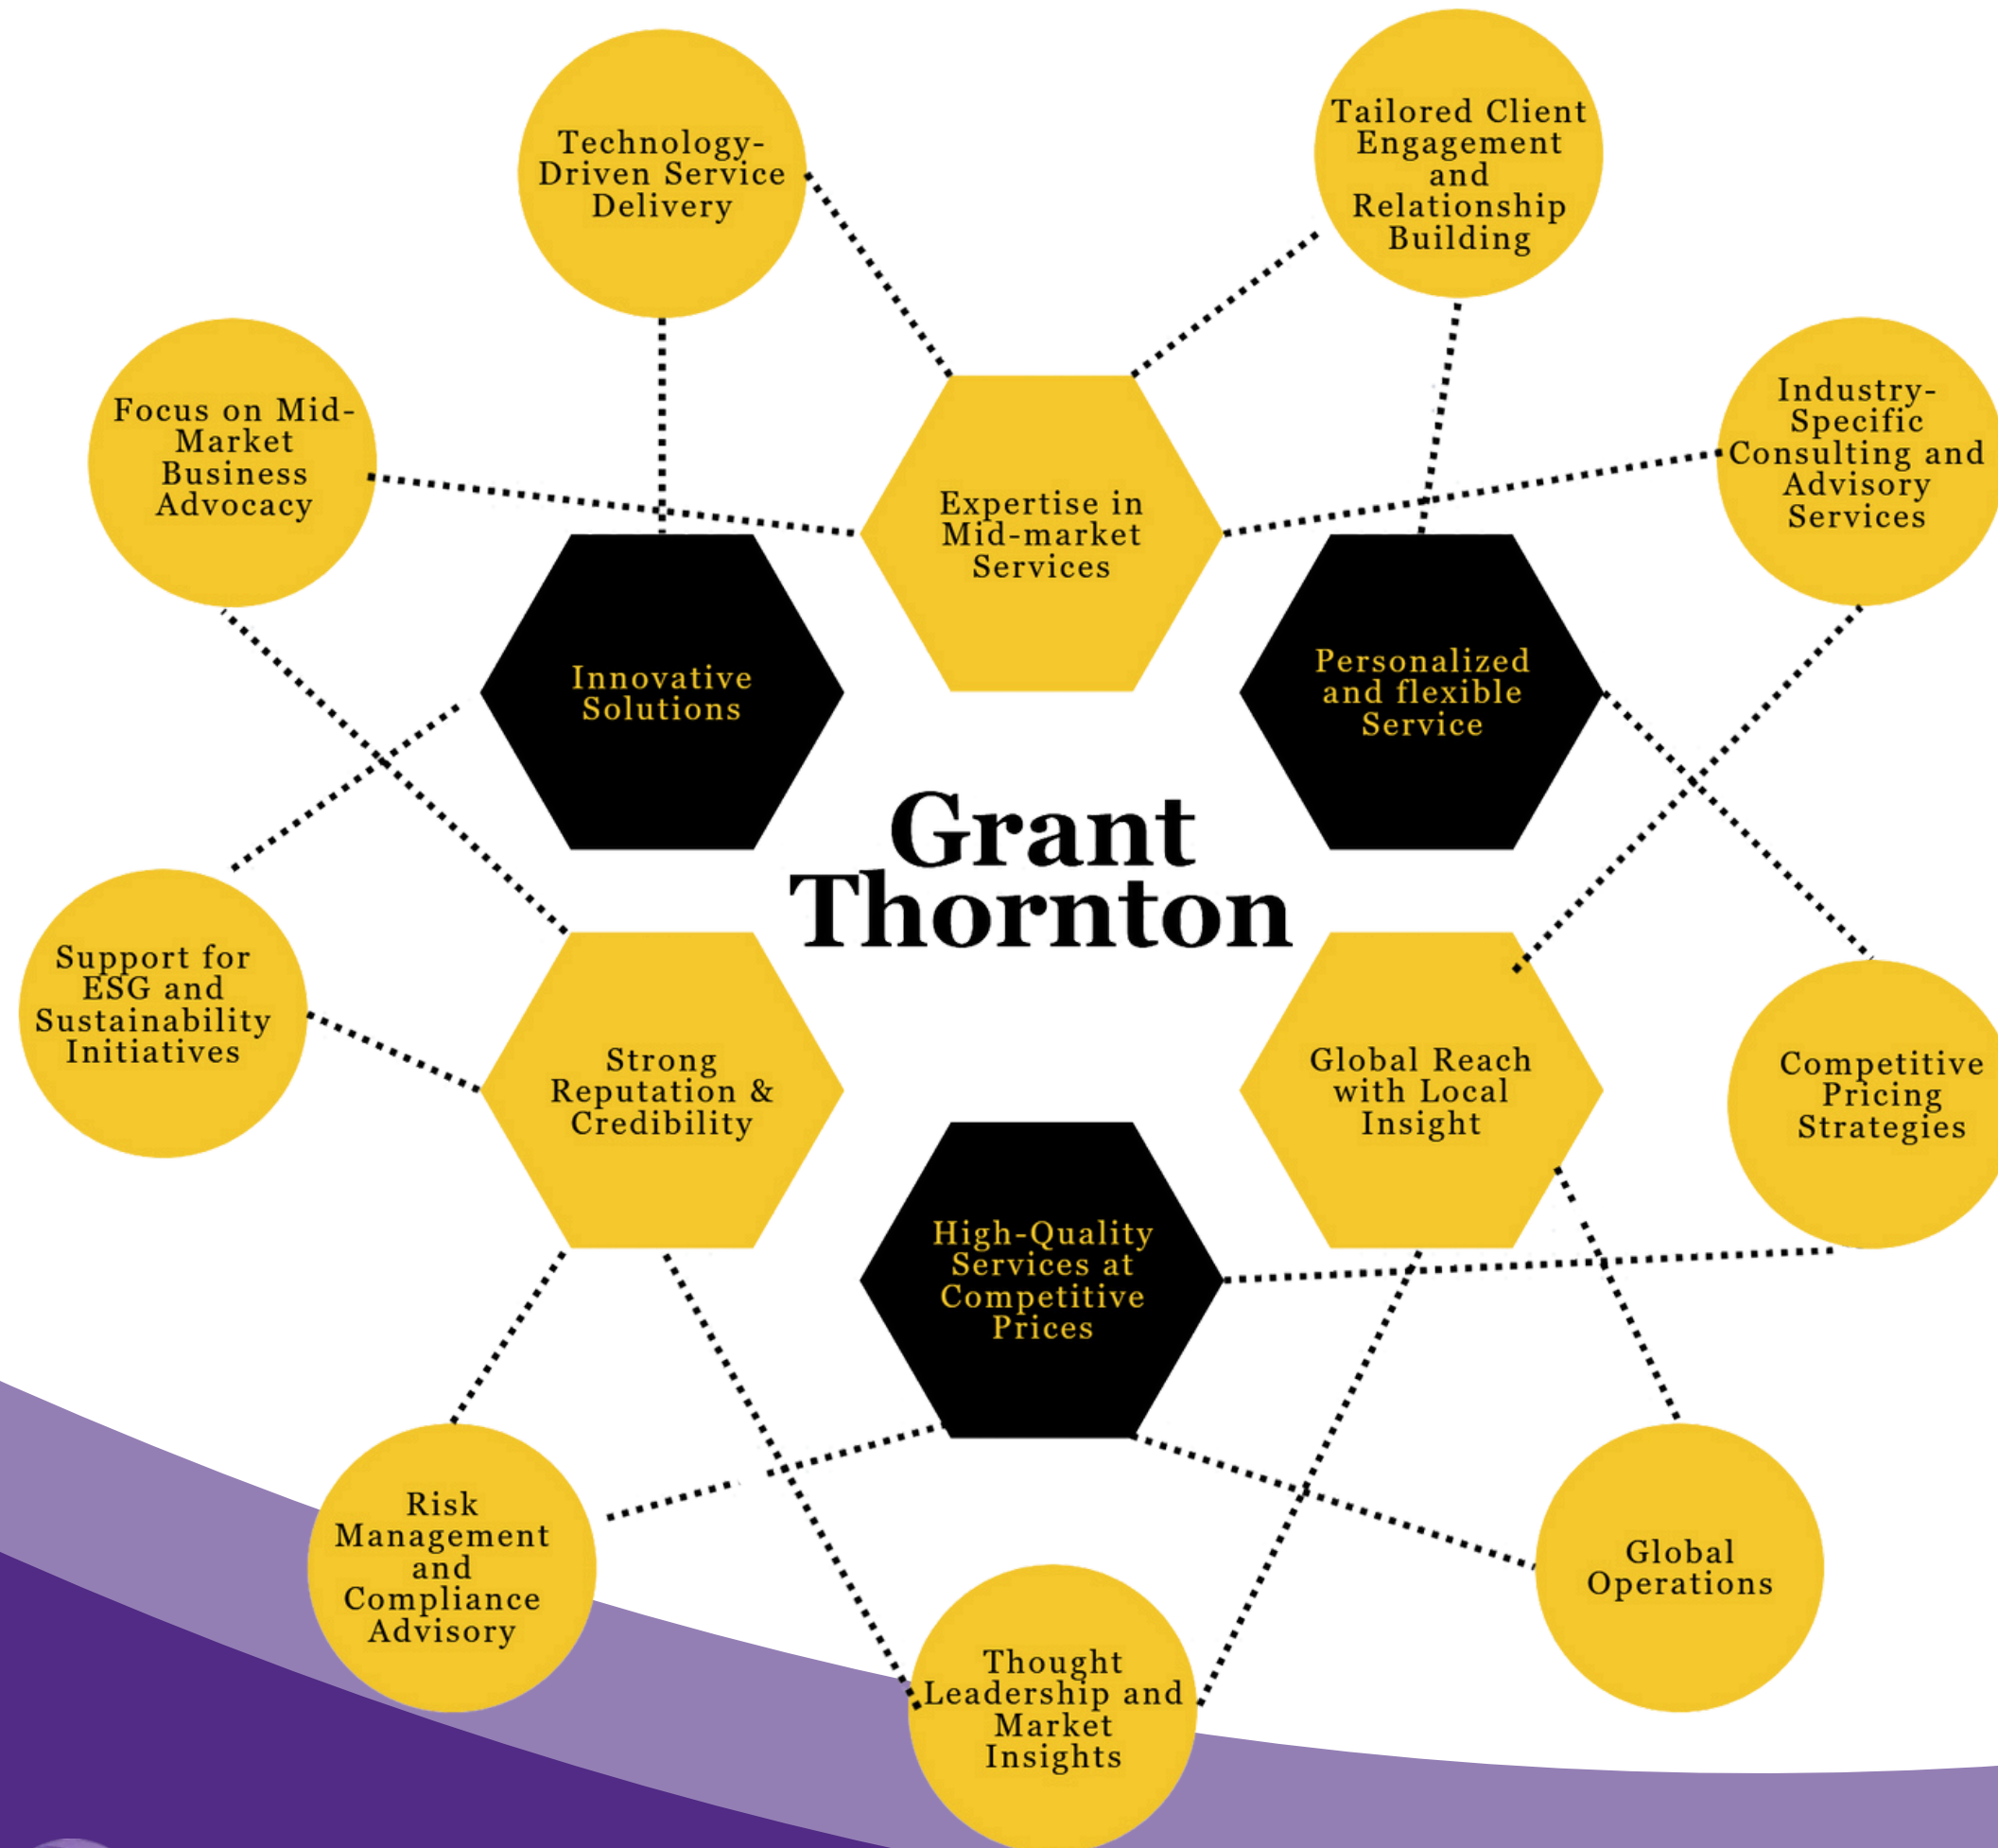 Technology-
Driven Service
Delivery
Tailored Client
Engagement
and
Relationship
Building
Focus on Mid-
Market
Business
Advocacy
Industry-
Specific
Consulting and
Advisory
Services
Expertise in
Mid-market
Services
Innovative
Solutions
Personalized
and flexible
Service
Grant
Thornton
Support for
ESG and
Sustainability
Initiatives
Strong
Reputation &
Credibility
Global Reach
with Local
Insight
Competitive
Pricing
Strategies
High-Quality
Services at
Competitive
Prices
Risk
Management
and
Compliance
Advisory
Global
Operations
Thought
Leadership and
Market
Insights